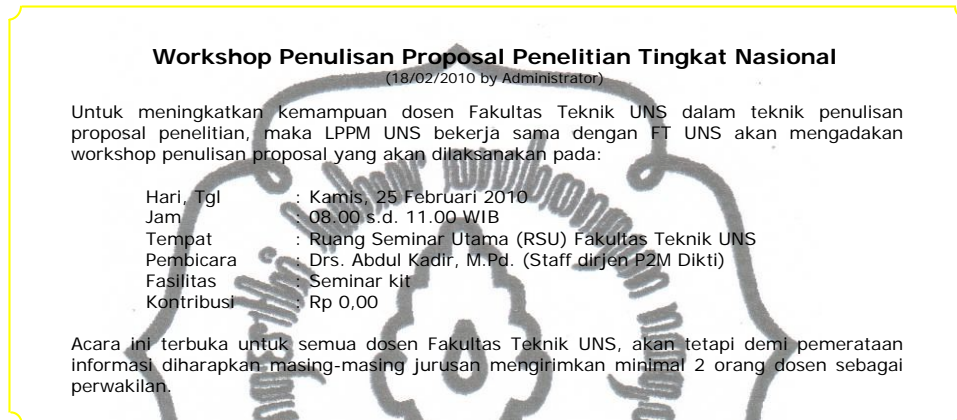 Workshop Penulisan Proposal Penelitian Tingkat Nasional
(18/02/2010 by Administrator)
Untuk meningkatkan kemampuan dosen Fakultas Teknik UNS dalam teknik penulisan
proposal penelitian, maka LPPM UNS bekerja sama dengan FT UNS akan mengadakan
workshop penulisan proposal yang akan dilaksanakan pada:
Hari, Tgl : Kamis, 25 Februari 2010
Jam : 08.00 s.d. 11.00 WIB
Tempat : Ruang Seminar Utama (RSU) Fakultas Teknik UNS
Pembicara : Drs. Abdul Kadir, M.Pd. (Staff dirjen P2M Dikti)
Fasilitas : Seminar kit
Kontribusi : Rp 0,00
Acara ini terbuka untuk semua dosen Fakultas Teknik UNS, akan tetapi demi pemerataan
informasi diharapkan masing-masing jurusan mengirimkan minimal 2 orang dosen sebagai
perwakilan.